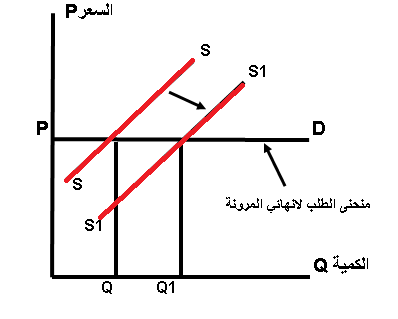 P السعر
S
S1
P
D
S
منحنى الطلب لانهائي المرونة
S1
Q الكمية
Q
Q1